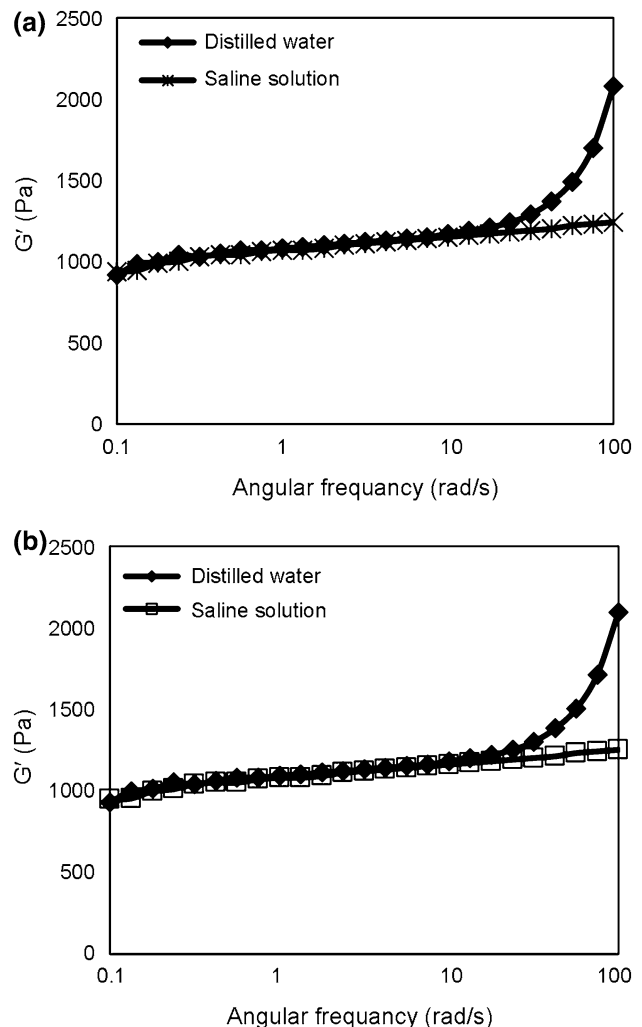 (a)
2500
Distilled water
Saline solution
2000
1500
G′ (Pa)
1000
500
0
0.1 1 10 100
Angular frequancy (rad/s)
(b)
2500
Distilled water
Saline solution
2000
1500
G′ (Pa)
1000
500
0
0.1 1 10 100
Angular frequancy (rad/s)